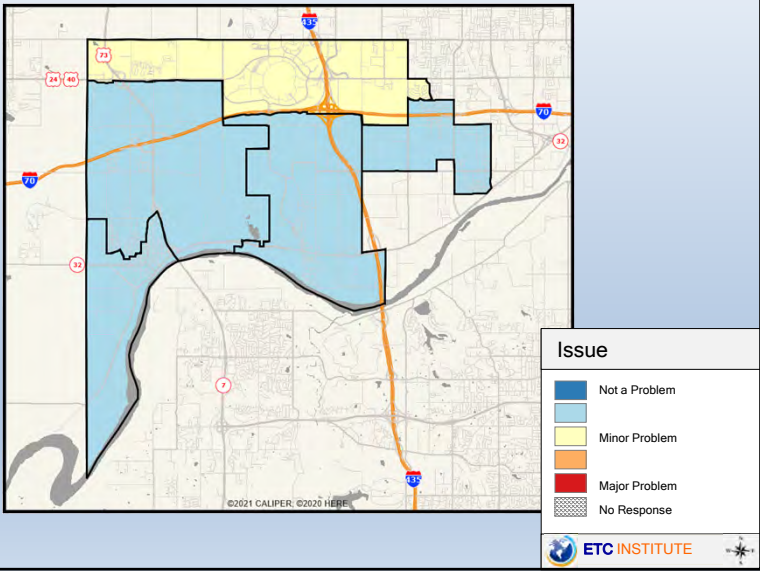 435
73
24 40
70
32
70
32
7
435
©2021 CALIPER; ©2020 HERE
Issue
Not a Problem
Minor Problem
Major Problem
No Response
ETC INSTITUTE